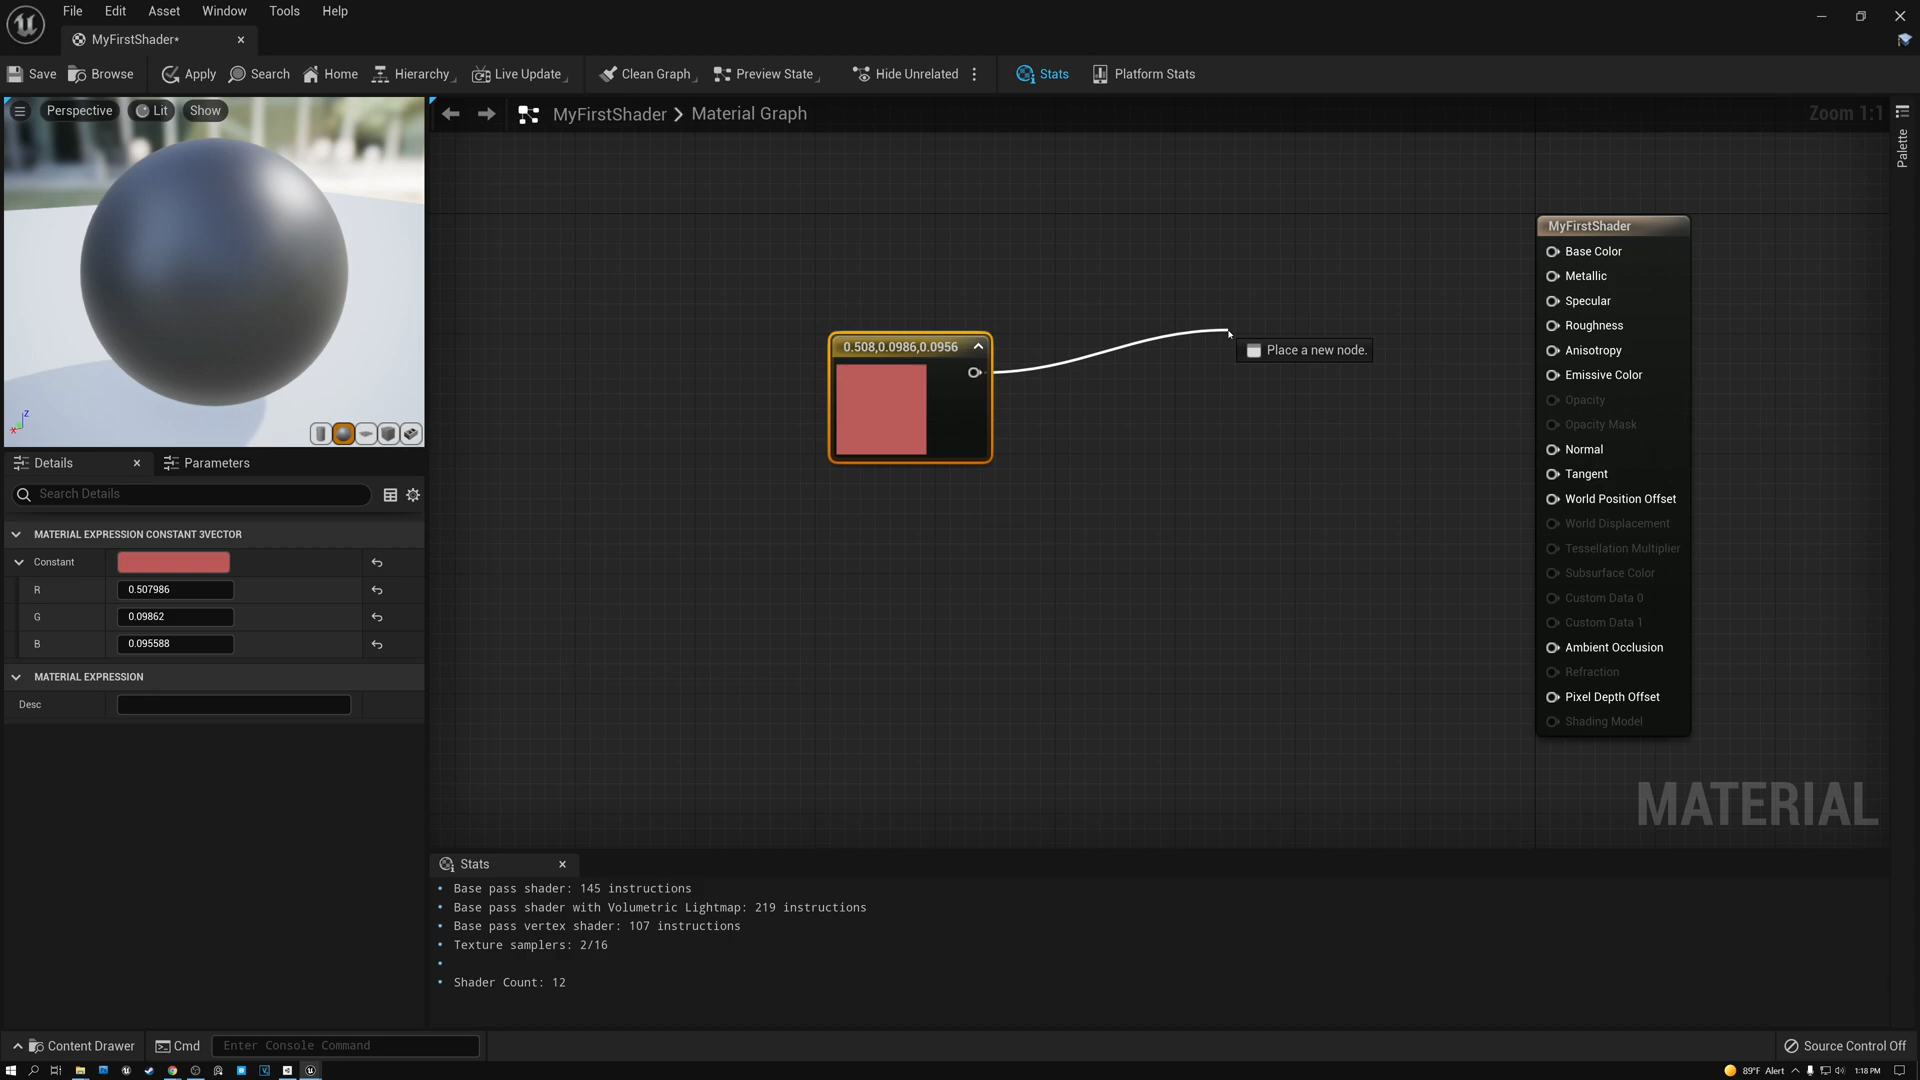 File Edit Asset Window Tools Help
MyFirstShader*
Save Browse Apply Search Home Hierarchy Live Update Clean Graph Preview State Hide Unrelated Stats Platform Stats
Perspective Lit Show
MyFirstShader > Material Graph
Zoom 1:1
Palette
0.508,0.0986,0.0956
Place a new node.
MyFirstShader
Base Color
Metallic
Specular
Roughness
Anisotropy
Emissive Color
Opacity
Opacity Mask
Normal
Tangent
World Position Offset
World Displacement
Tessellation Multiplier
Subsurface Color
Custom Data 0
Custom Data 1
Ambient Occlusion
Refraction
Pixel Depth Offset
Shading Model
MATERIAL
z
x
Details Parameters
Search Details
MATERIAL EXPRESSION CONSTANT 3VECTOR
Constant
R 0.507986
G 0.09862
B 0.095588
MATERIAL EXPRESSION
Desc
Stats
Base pass shader: 145 instructions
Base pass shader with Volumetric Lightmap: 219 instructions
Base pass vertex shader: 107 instructions
Texture samplers: 2/16
Shader Count: 12
Content Drawer Cmd Enter Console Command Source Control Off
89°F Alert 1:18 PM